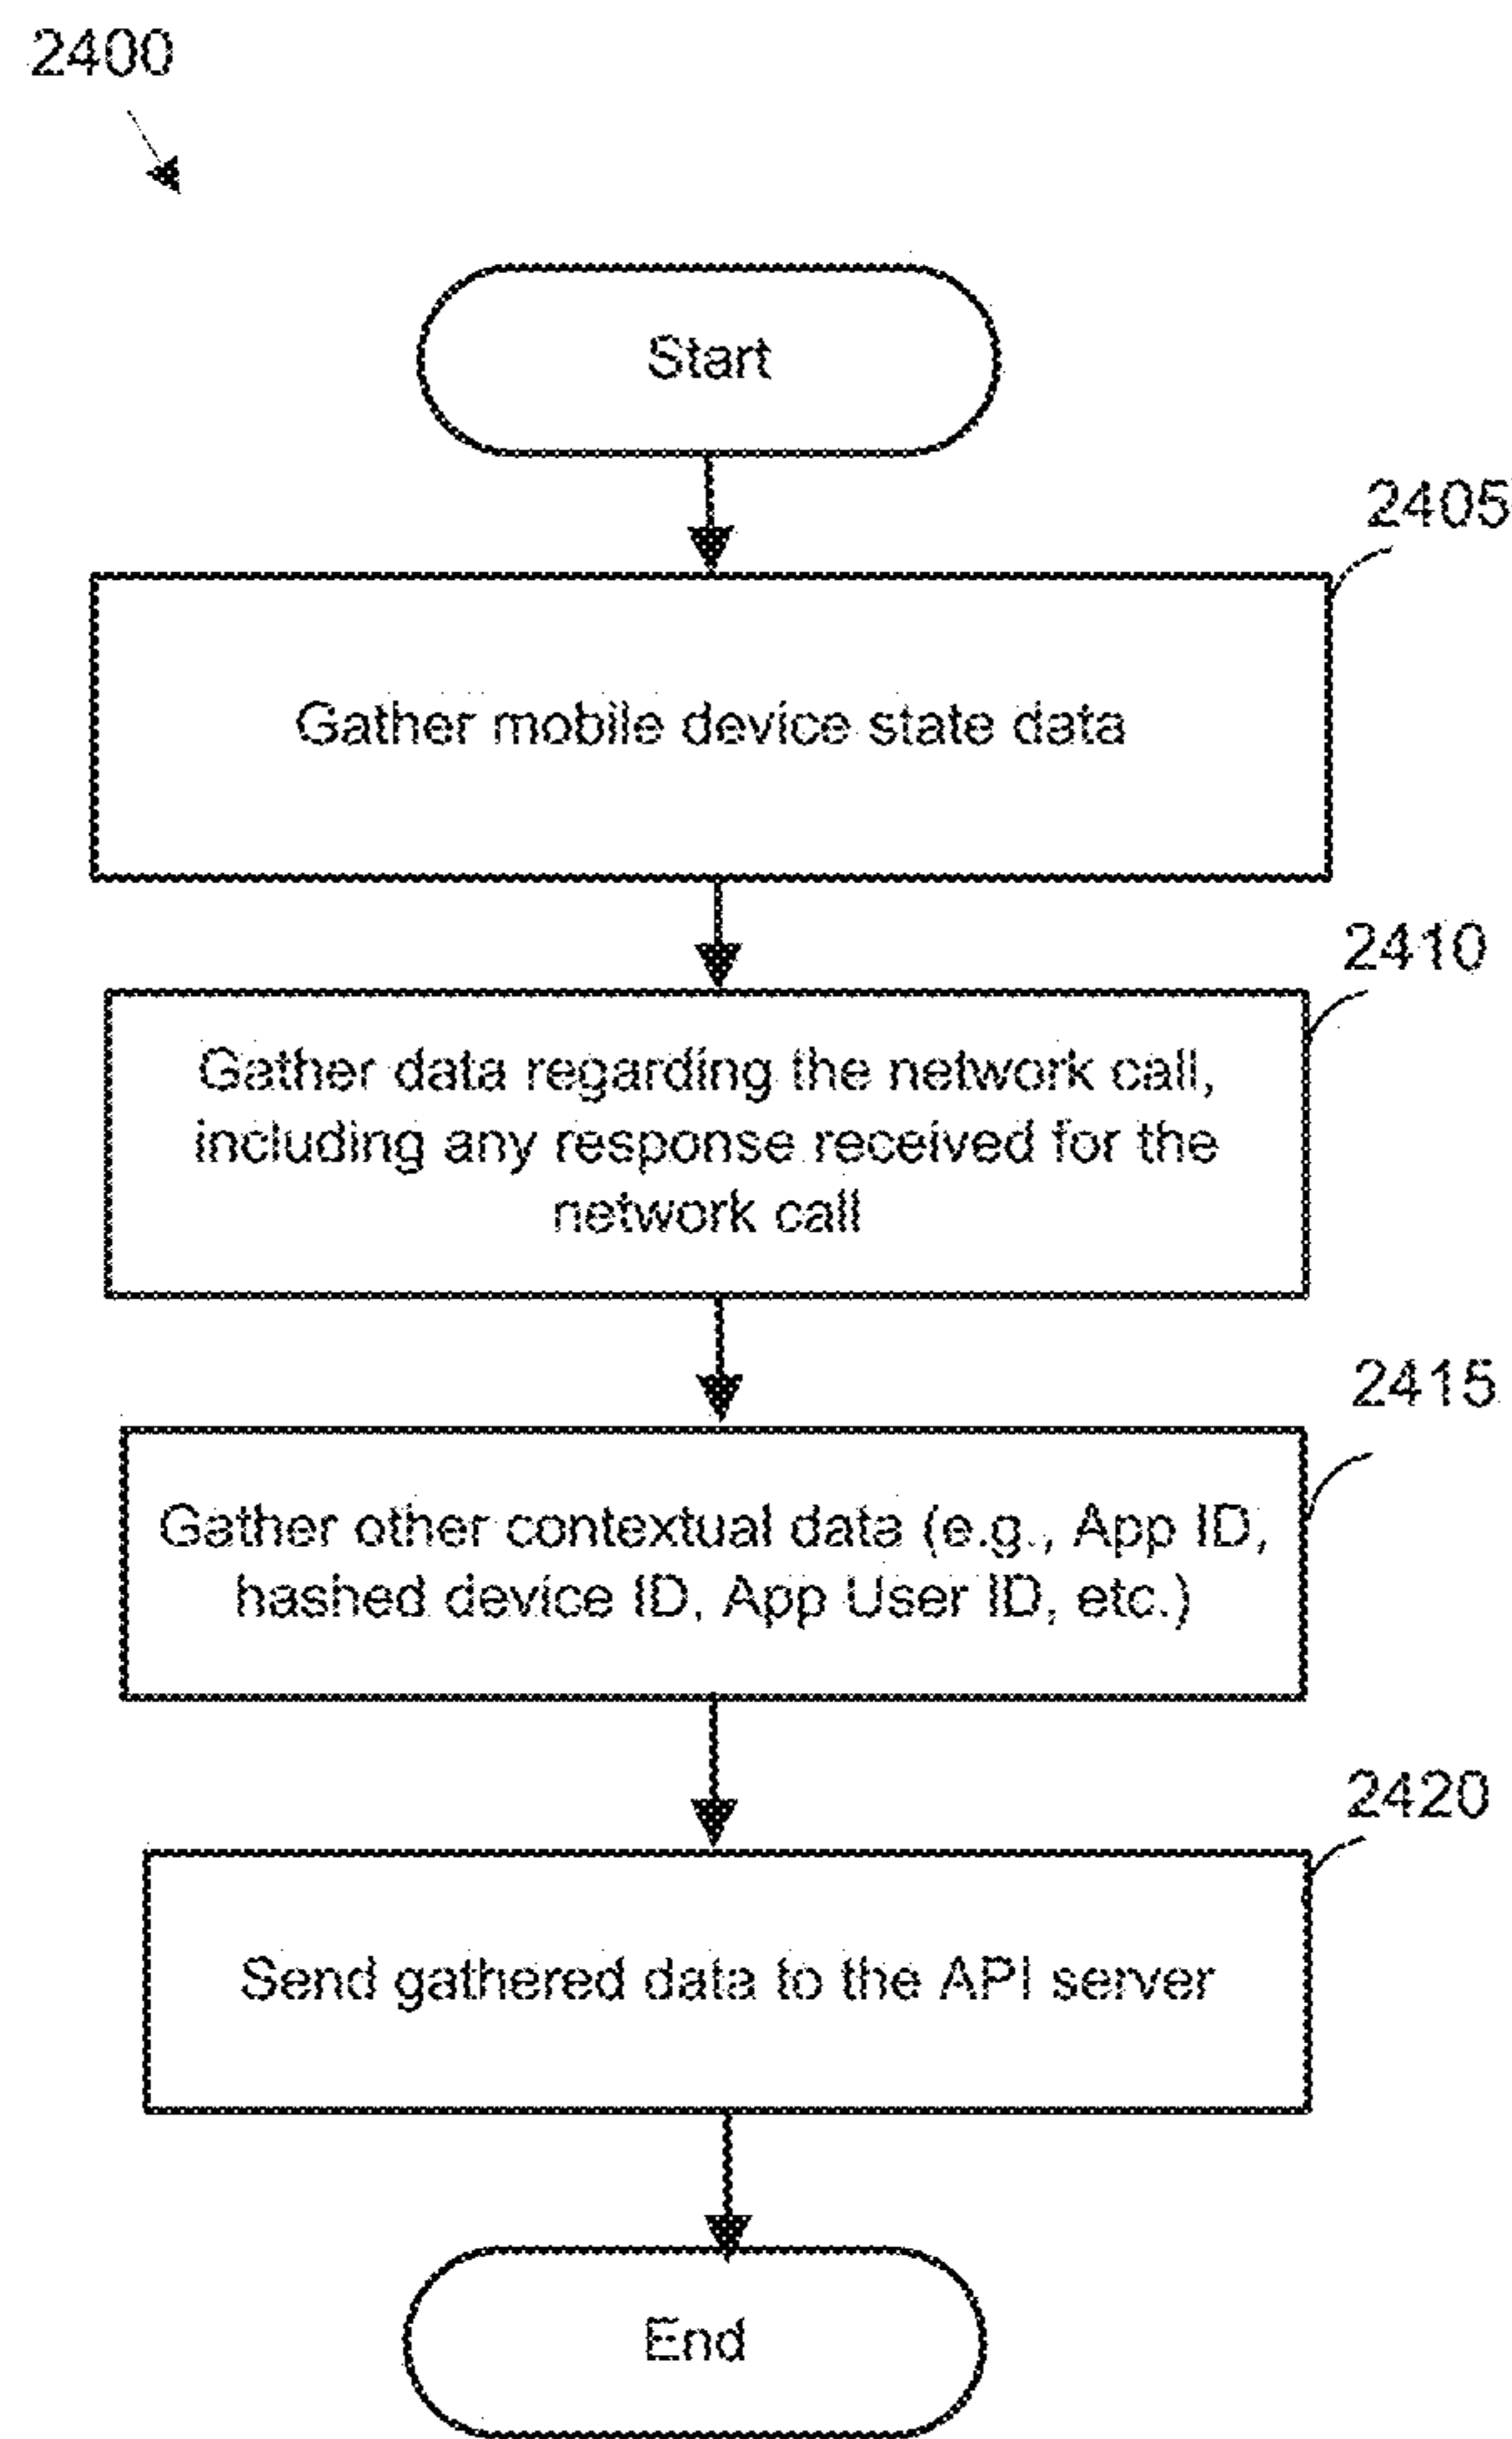 2400
Start
2405
Gather mobile device state data
2410
Gather data regarding the network call,
including any response received for the
network call
2415
Gather other contextual data (e.g., App ID,
hashed device ID, App User ID, etc.)
2420
Send gathered data to the API server
End